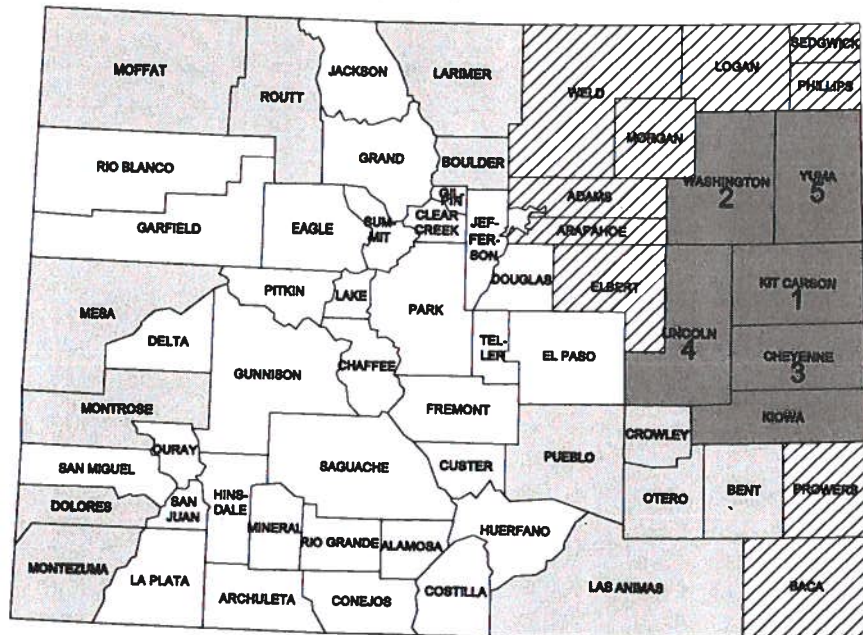 MOFFAT
ROUTT
JACKSON
LARIMER
WELD
LOGAN
SEDGWICK
PHILLIPS
MORGAN
RIO BLANCO
GRAND
BOULDER
WASHINGTON
2
YUMA
5
GIL-
PIN
ADAMS
GARFIELD
EAGLE
SUM-
MIT
CLEAR
CREEK
JEF-
FER-
SON
ARAPAHOE
MESA
PITKIN
LAKE
PARK
DOUGLAS
ELBERT
KIT CARSON
1
DELTA
GUNNISON
CHAFFEE
TEL-
LER
EL PASO
LINCOLN
4
CHEYENNE
3
MONTROSE
FREMONT
KIOWA
OURAY
SAN MIGUEL
SAGUACHE
CUSTER
PUEBLO
CROWLEY
DOLORES
SAN
JUAN
HINS-
DALE
MINERAL
RIO GRANDE
ALAMOSA
HUERFANO
OTERO
BENT
PROWERS
MONTEZUMA
LA PLATA
ARCHULETA
CONEJOS
COSTILLA
LAS ANIMAS
BACA